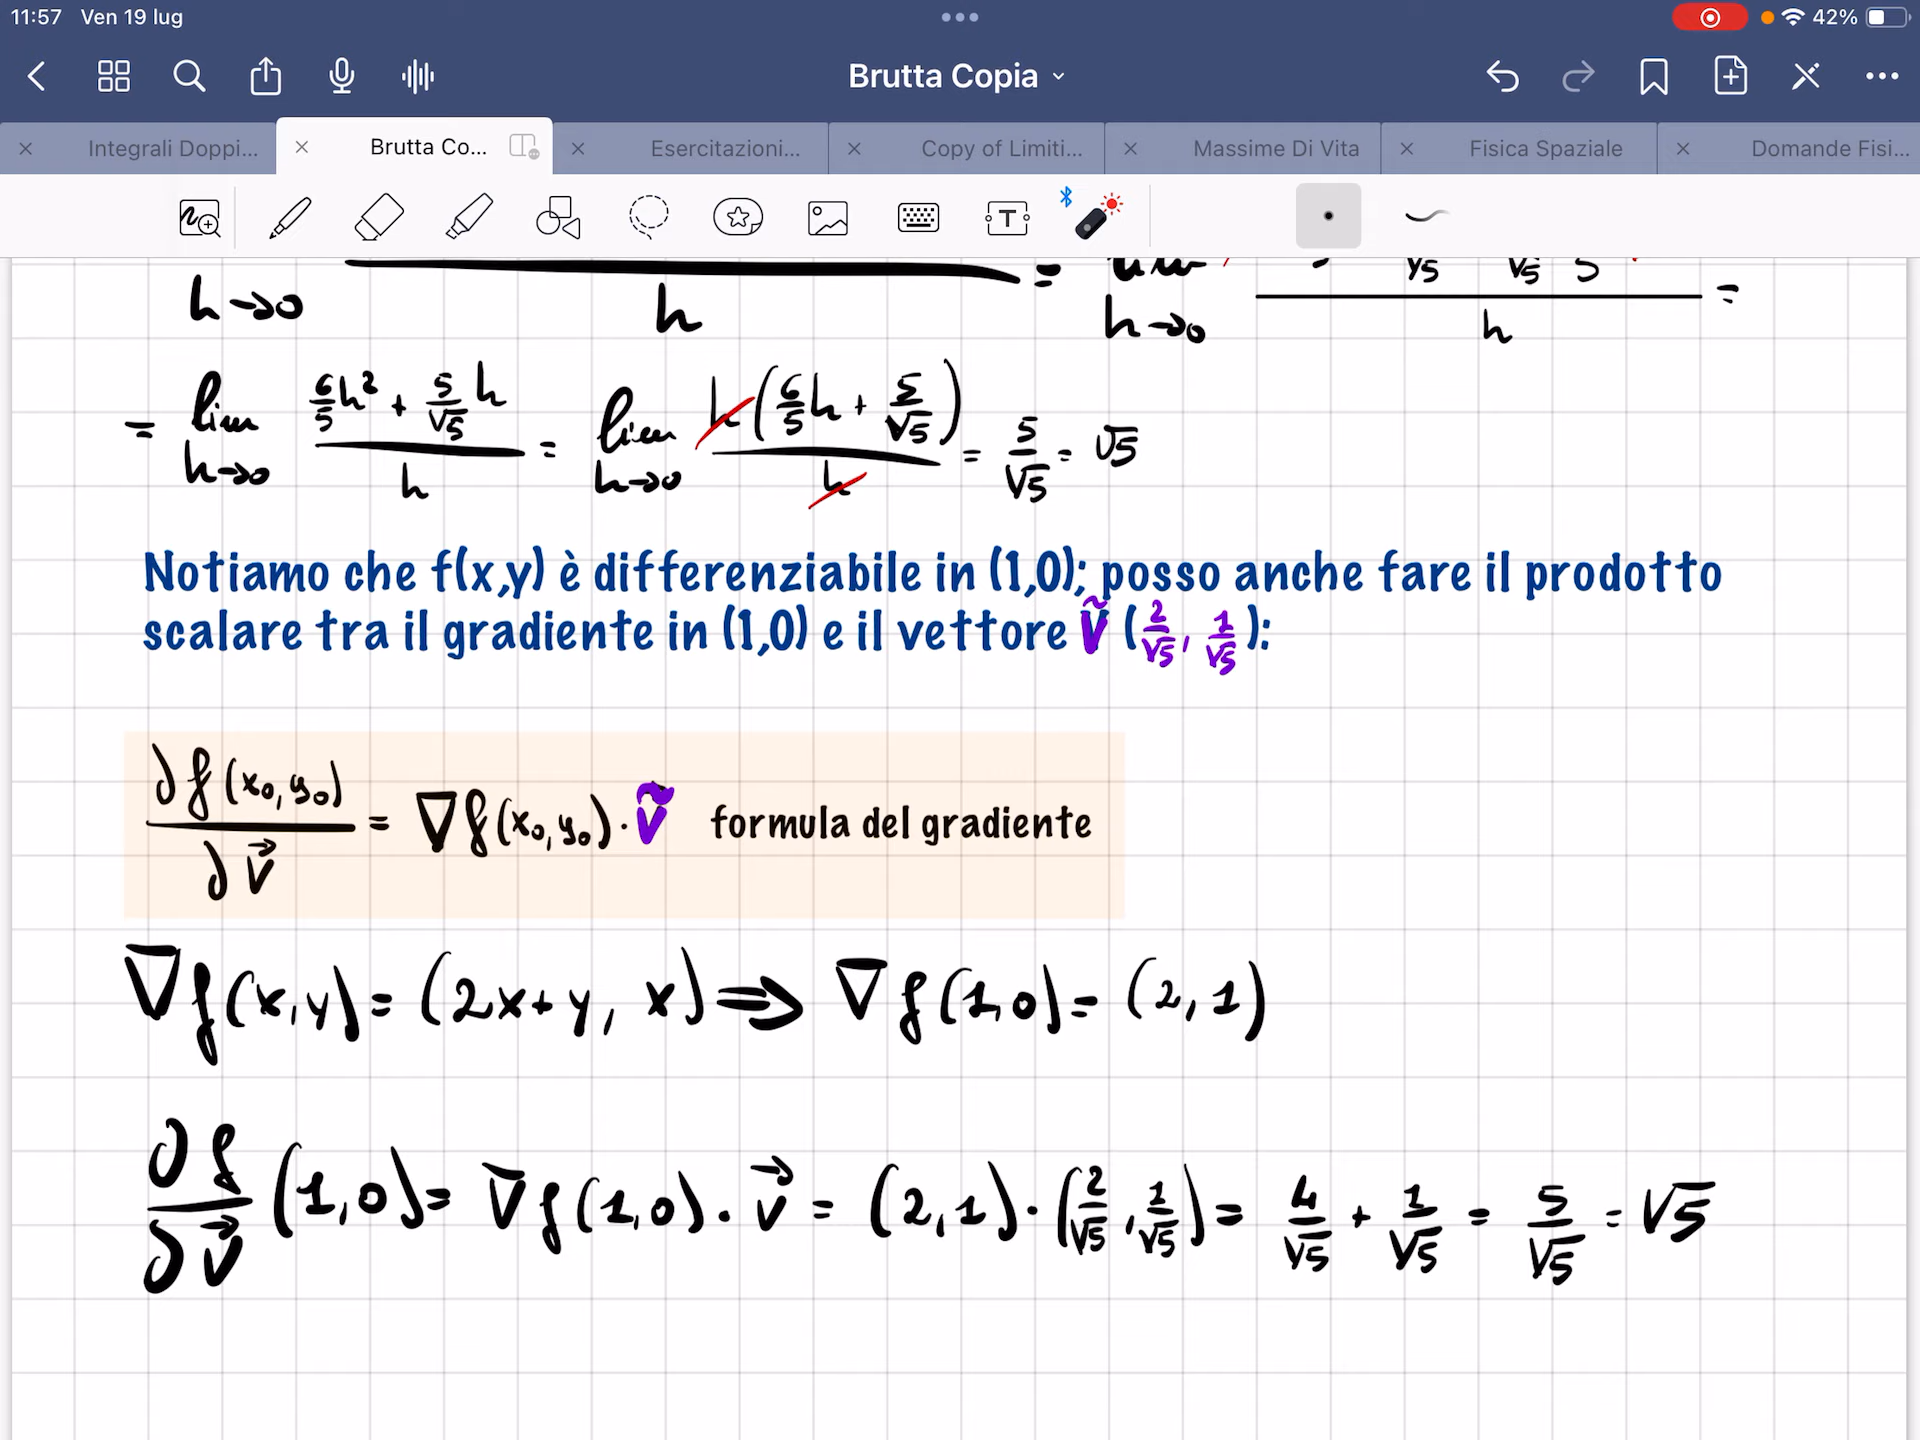 11:57 Ven 19 lug
42%
Brutta Copia
Integrali Doppi...
Brutta Co...
Esercitazioni...
Copy of Limiti...
Massime Di Vita
Fisica Spaziale
Domande Fisi...
h→0 h = h→0 h =
= lim h→0 (6/5 h² + 5/√5 h)/h = lim h→0 h(6/5 h + 5/√5)/h = 5/√5 = √5
Notiamo che f(x,y) è differenziabile in (1,0); posso anche fare il prodotto
scalare tra il gradiente in (1,0) e il vettore ṽ (2/√5, 1/√5):
∂f(x₀,y₀)/∂v⃗ = ∇f(x₀,y₀)·ṽ formula del gradiente
∇f(x,y) = (2x+y, x) ⇒ ∇f(1,0) = (2,1)
∂f/∂v⃗ (1,0) = ∇f(1,0)·v⃗ = (2,1)·(2/√5, 1/√5) = 4/√5 + 1/√5 = 5/√5 = √5